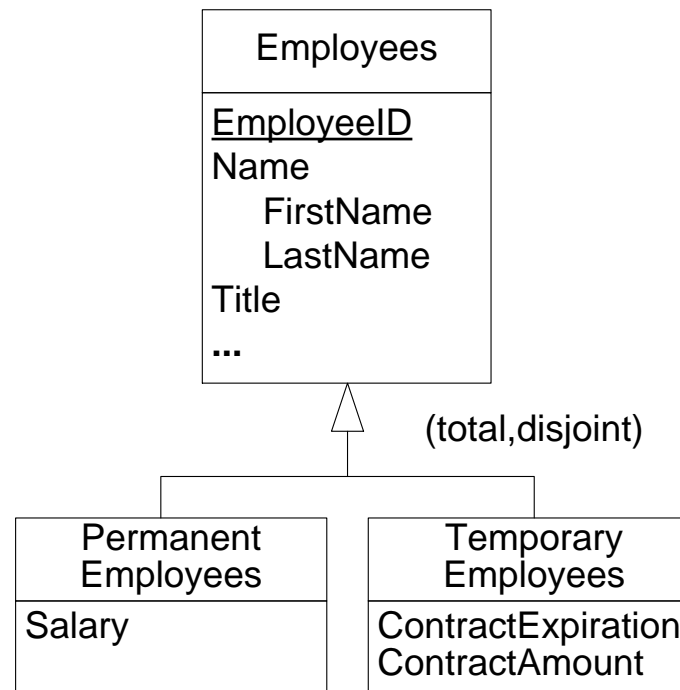 Employees
EmployeeID
Name
FirstName
LastName
Title
...
(total,disjoint)
Permanent
Employees
Salary
Temporary
Employees
ContractExpiration
ContractAmount